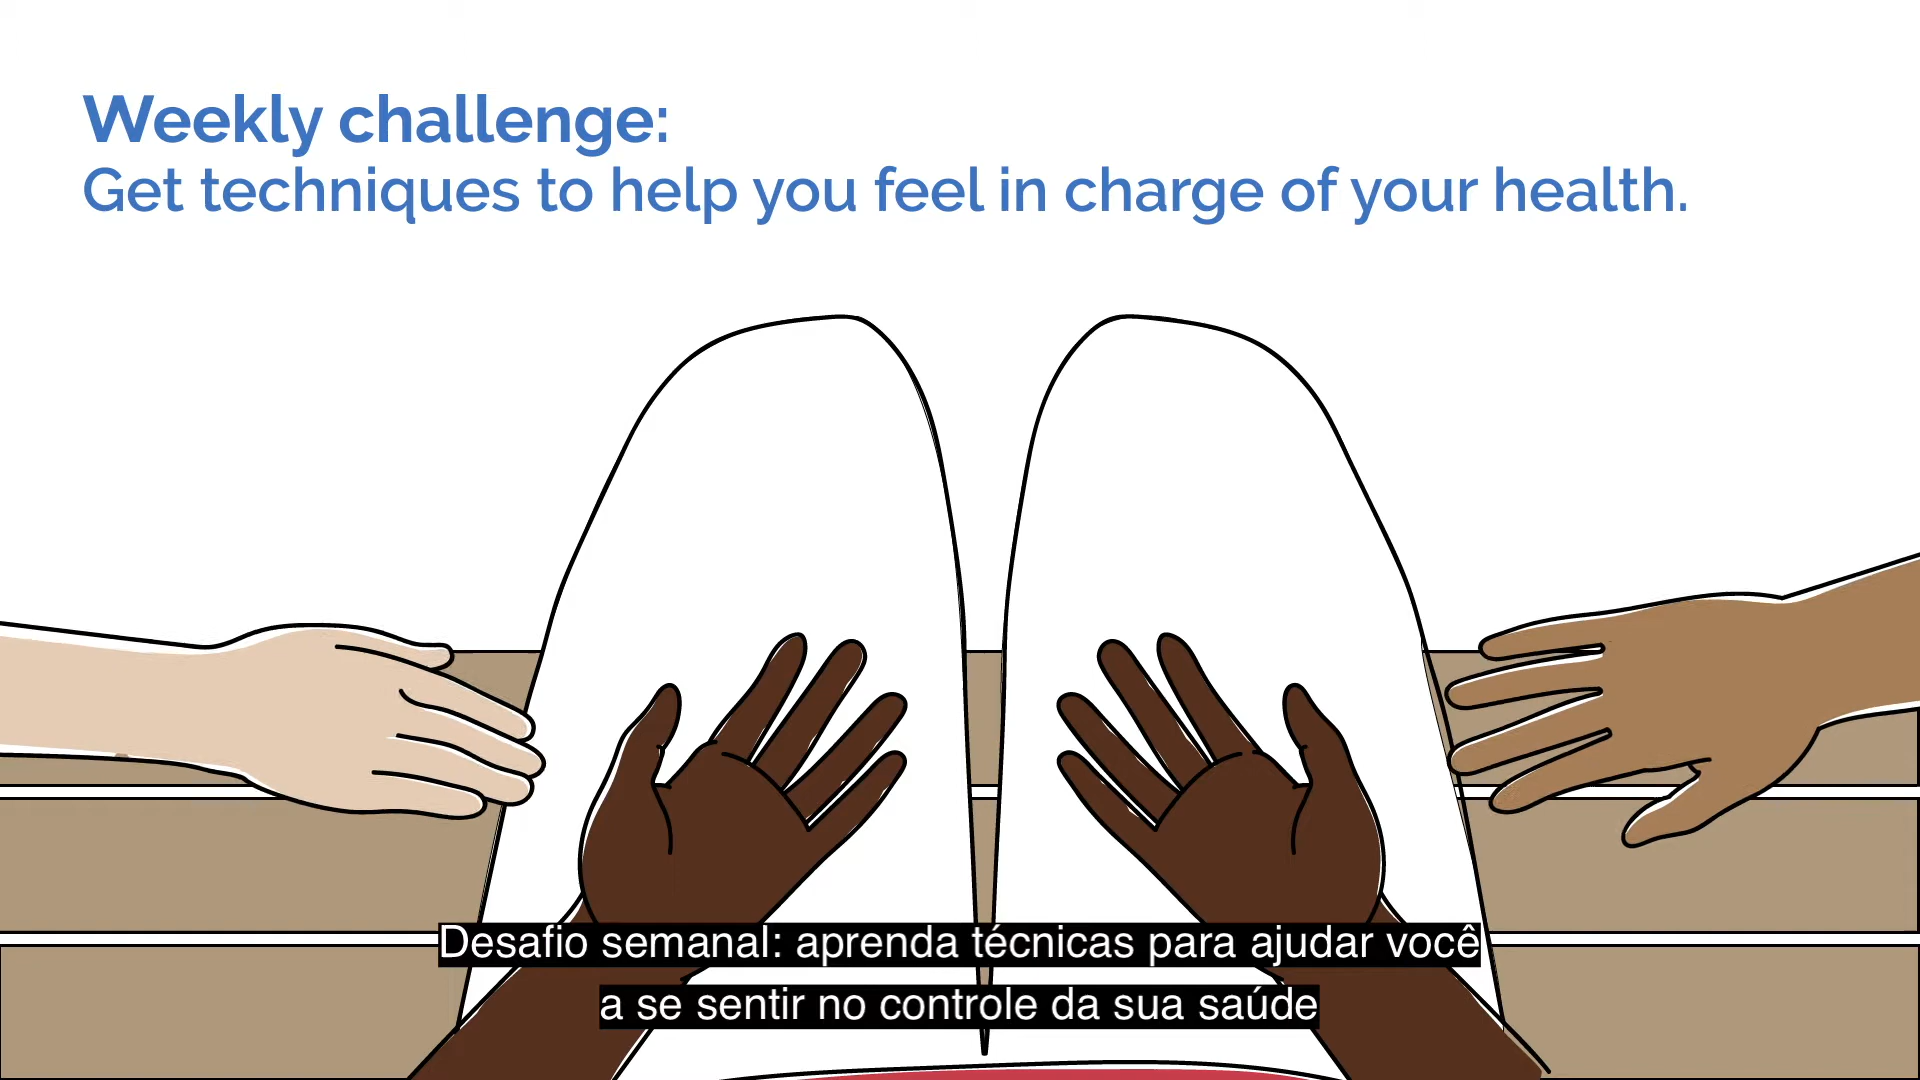 Weekly challenge:
Get techniques to help you feel in charge of your health.
Desafio semanal: aprenda técnicas para ajudar você
a se sentir no controle da sua saúde